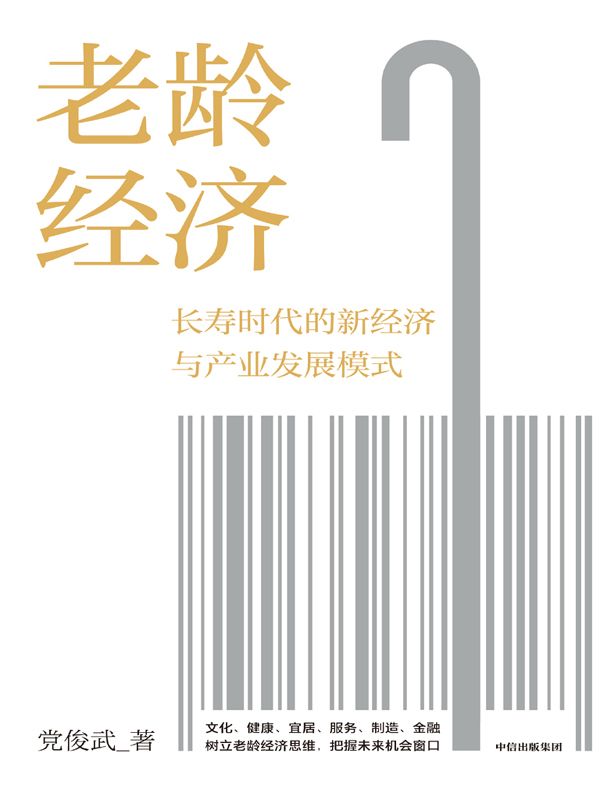 老龄
经济
长寿时代的新经济
与产业发展模式
党俊武_著
文化、健康、宜居、服务、制造、金融
树立老龄经济思维，把握未来机会窗口
中信出版集团